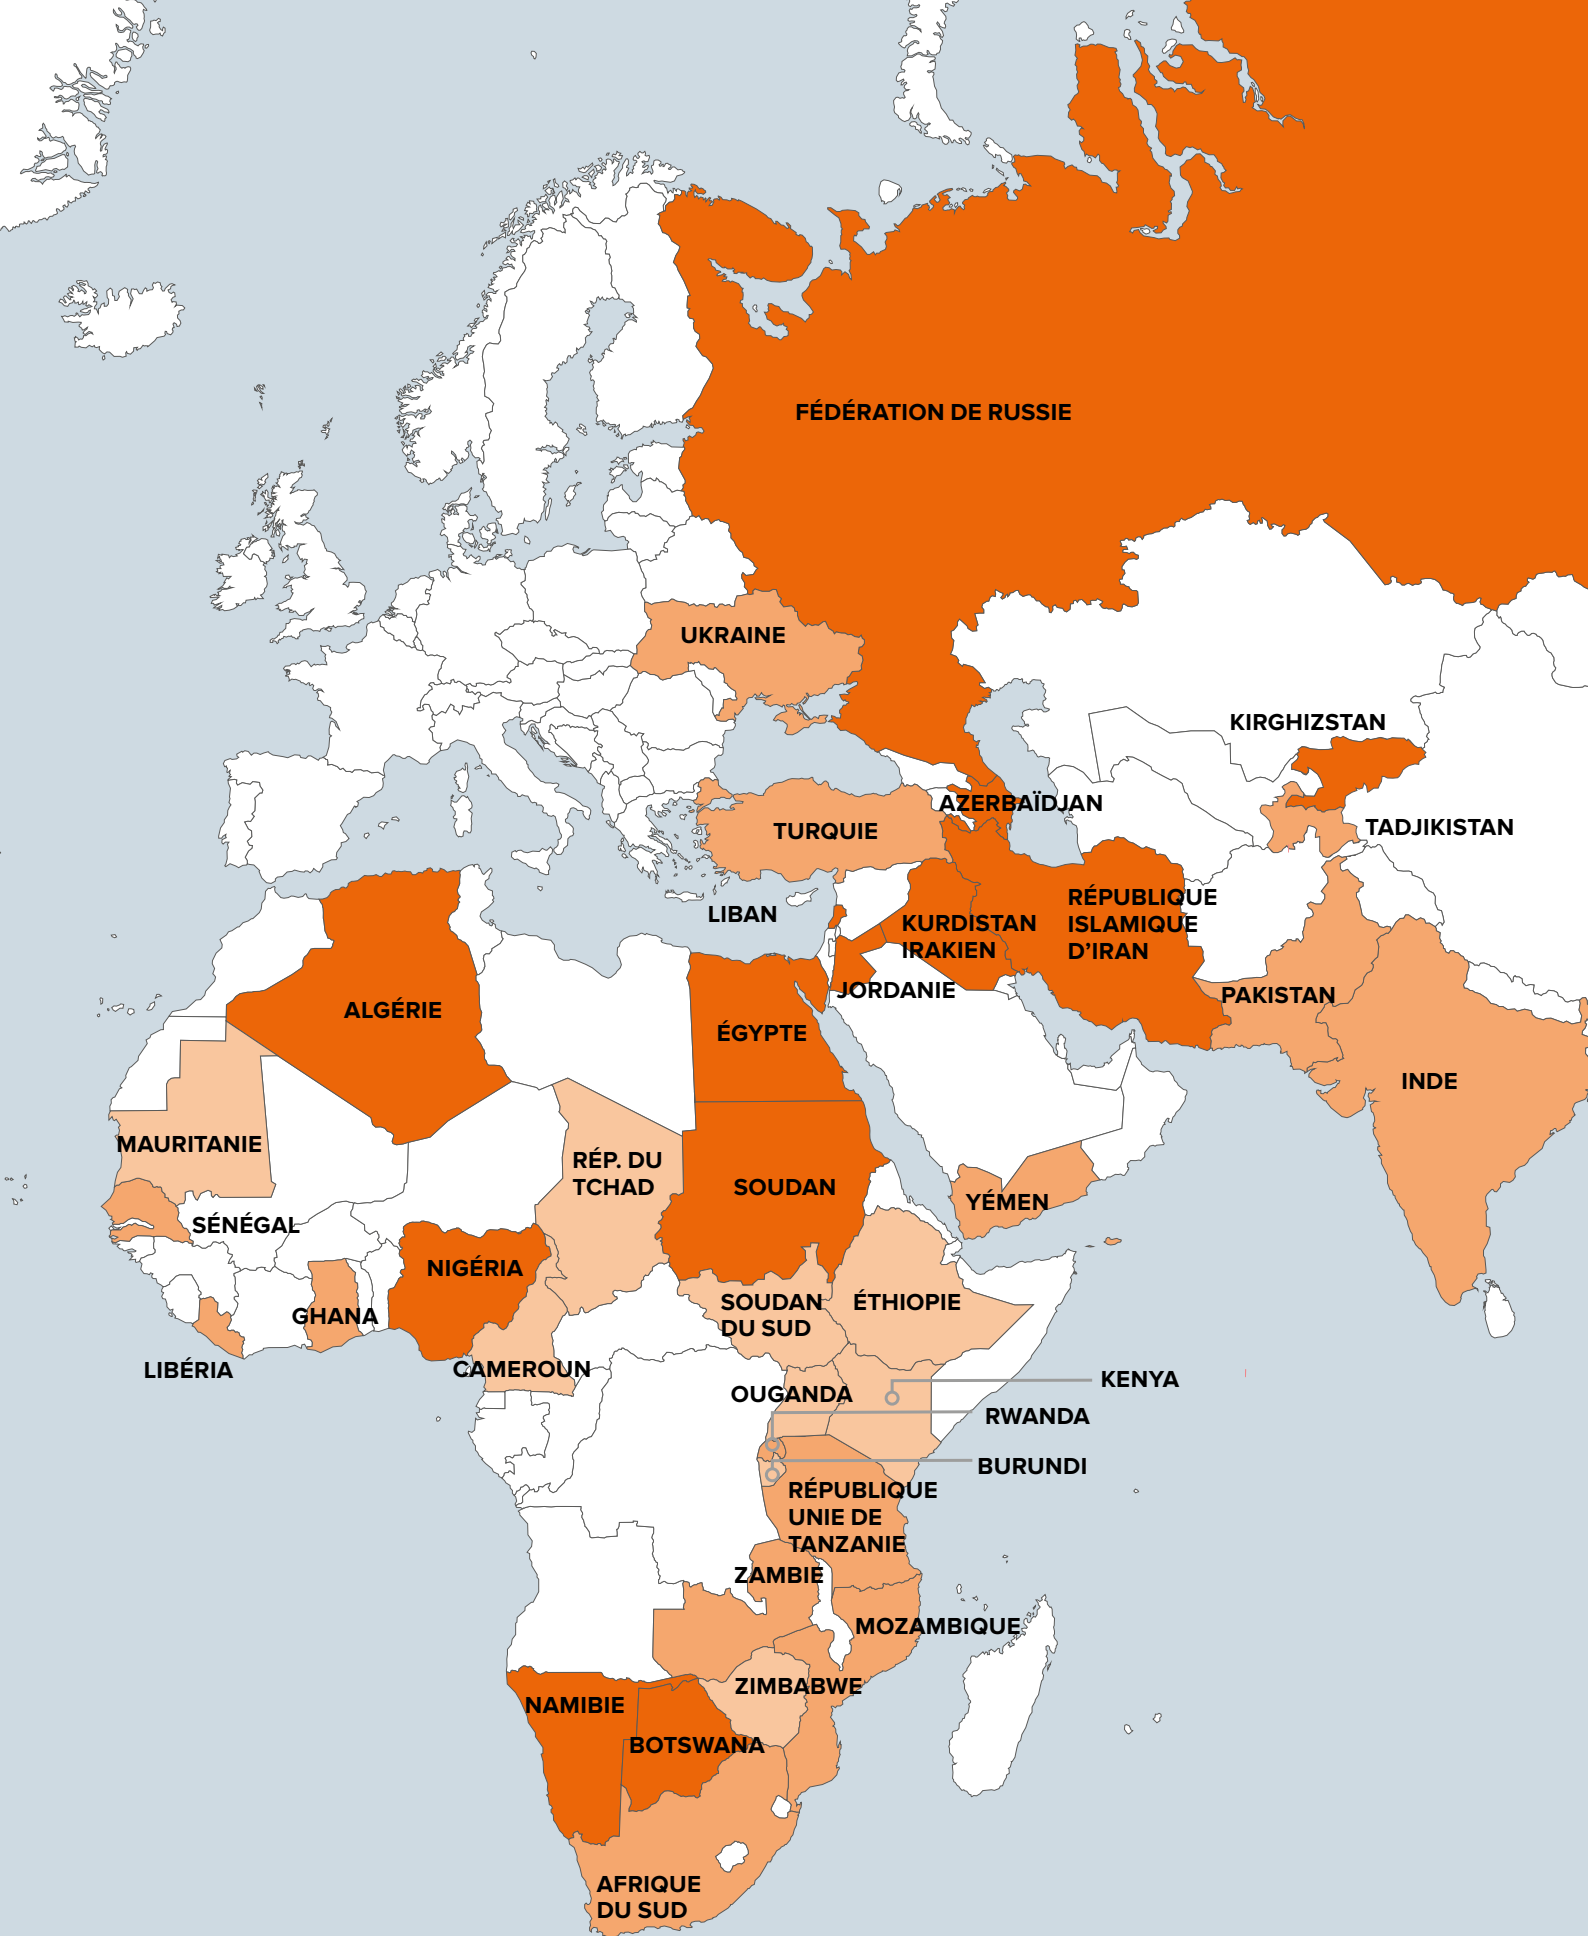 FÉDÉRATION DE RUSSIE
UKRAINE
KIRGHIZSTAN
AZERBAÏDJAN
TURQUIE
TADJIKISTAN
LIBAN
KURDISTAN
IRAKIEN
RÉPUBLIQUE
ISLAMIQUE
D’IRAN
JORDANIE
PAKISTAN
ALGÉRIE
ÉGYPTE
INDE
MAURITANIE
RÉP. DU
TCHAD
SOUDAN
YÉMEN
SÉNÉGAL
NIGÉRIA
GHANA
SOUDAN
DU SUD
ÉTHIOPIE
LIBÉRIA
CAMEROUN
OUGANDA
KENYA
RWANDA
BURUNDI
RÉPUBLIQUE
UNIE DE
TANZANIE
ZAMBIE
MOZAMBIQUE
ZIMBABWE
NAMIBIE
BOTSWANA
AFRIQUE
DU SUD